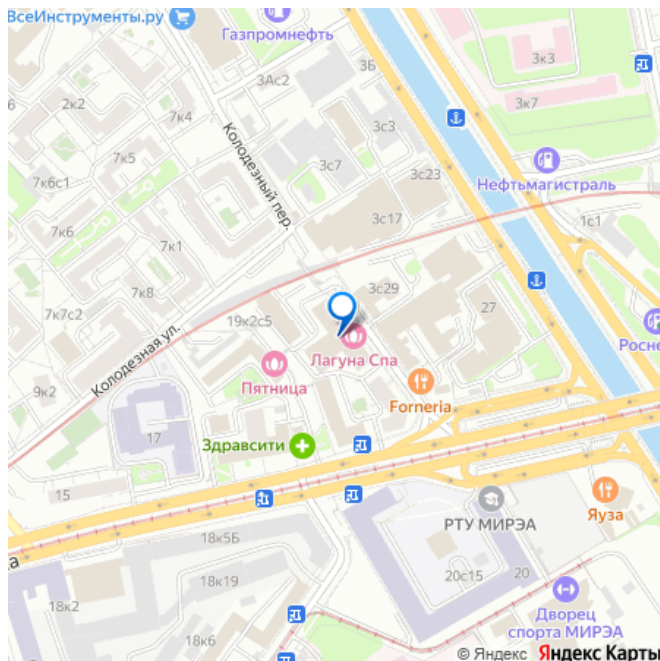 ВсеИнструменты.ру
Газпромнефть
3Б
3к3
3Ас2
2к2
7к4
3к7
Колодезный пер.
3с3
7к5
3с7
7к6с1
3с23
Нефтьмагистраль
7к6
3с17
1с1
7к1
7к8
3с29
27
7к7с2
19к2с5
Росне
Колодезная ул.
Лагуна Спа
Пятница
9к2
Forneria
17
Здравсити
15
Яуза
РТУ МИРЭА
18к5Б
а
18к19
20с15
20
18к2
Дворец
спорта МИРЭА
18к6
© Яндекс Яндекс Карты